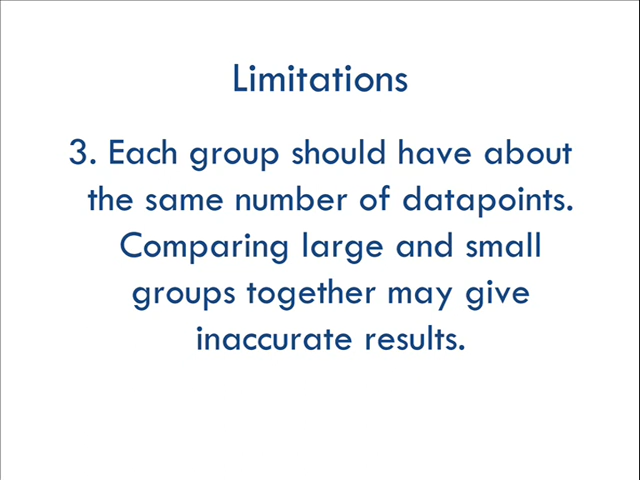 Limitations
3. Each group should have about
the same number of datapoints.
Comparing large and small
groups together may give
inaccurate results.